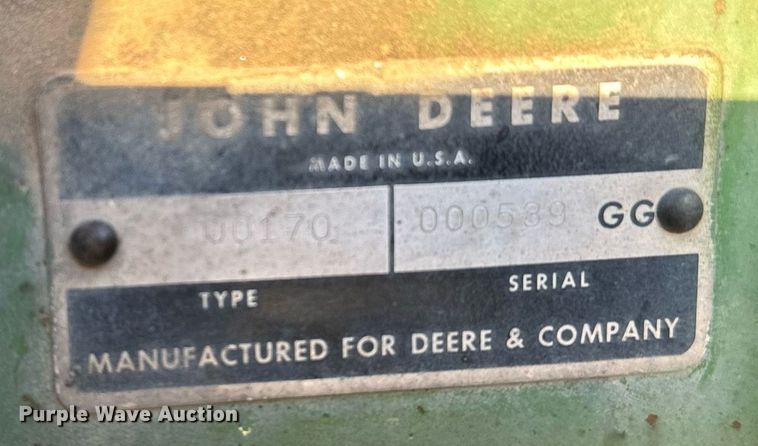 JOHN DEERE
MADE IN U.S.A.
00170 000539 GG
TYPE SERIAL
MANUFACTURED FOR DEERE & COMPANY
Purple Wave Auction